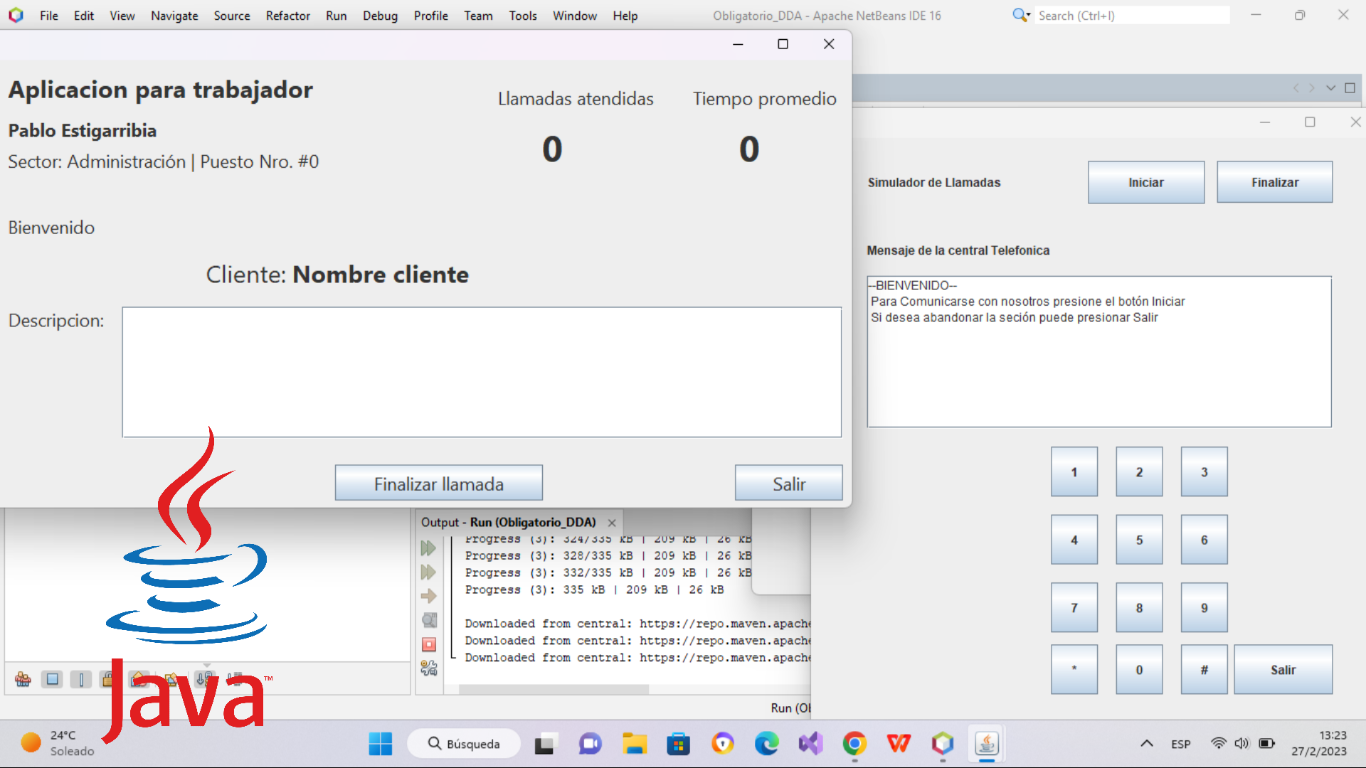 File Edit View Navigate Source Refactor Run Debug Profile Team Tools Window Help Obligatorio_DDA - Apache NetBeans IDE 16 Search (Ctrl+I)
Aplicacion para trabajador
Llamadas atendidas Tiempo promedio
Pablo Estigarribia
0 0
Sector: Administración | Puesto Nro. #0
Bienvenido
Cliente: Nombre cliente
Descripcion:
Finalizar llamada Salir
Simulador de Llamadas Iniciar Finalizar
Mensaje de la central Telefonica
--BIENVENIDO--
Para Comunicarse con nosotros presione el botón Iniciar
Si desea abandonar la seción puede presionar Salir
1 2 3
4 5 6
7 8 9
* 0 # Salir
Output - Run (Obligatorio_DDA)
Progress (3): 324/335 kB | 209 kB | 26 kB
Progress (3): 328/335 kB | 209 kB | 26 kB
Progress (3): 332/335 kB | 209 kB | 26 kB
Progress (3): 335 kB | 209 kB | 26 kB
Downloaded from central: https://repo.maven.apache
Downloaded from central: https://repo.maven.apache
Downloaded from central: https://repo.maven.apache
Run (Ob
Java™
24°C
Soleado
Búsqueda
ESP
13:23
27/2/2023